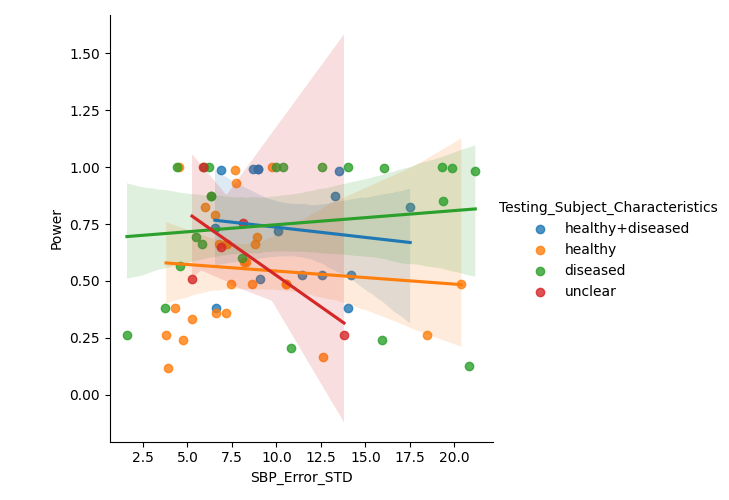 1.50
1.25
1.00
0.75
0.50
0.25
0.00
Power
2.5 5.0 7.5 10.0 12.5 15.0 17.5 20.0
SBP_Error_STD
Testing_Subject_Characteristics
healthy+diseased
healthy
diseased
unclear